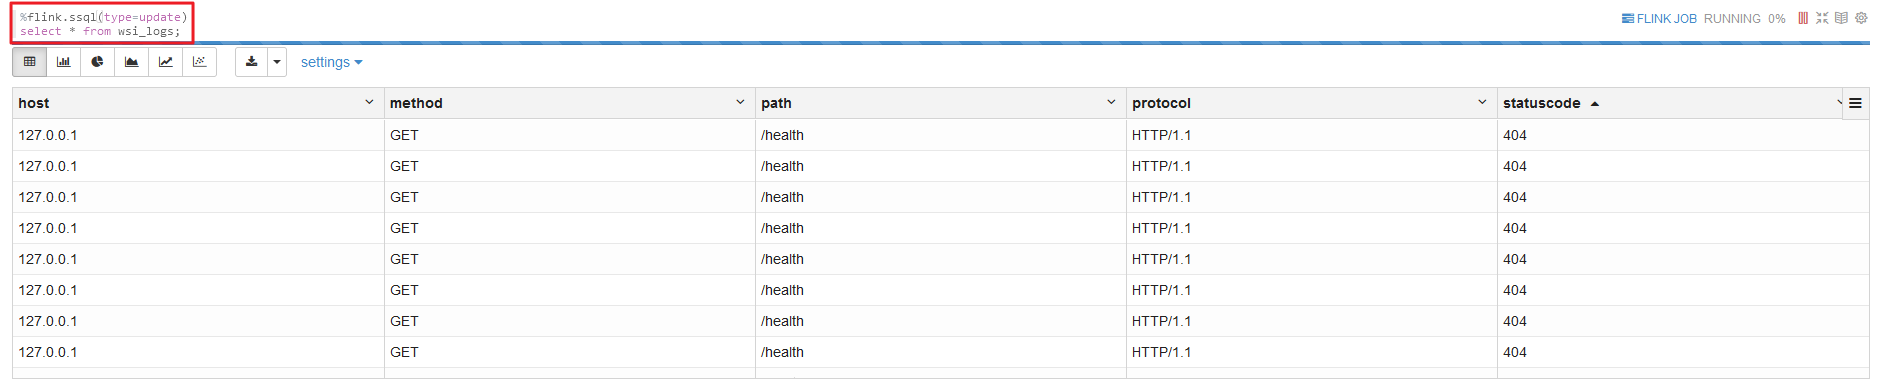 %flink.ssql(type=update)
select * from wsi_logs;
FLINK JOB RUNNING 0%
settings
host method path protocol statuscode
127.0.0.1 GET /health HTTP/1.1 404
127.0.0.1 GET /health HTTP/1.1 404
127.0.0.1 GET /health HTTP/1.1 404
127.0.0.1 GET /health HTTP/1.1 404
127.0.0.1 GET /health HTTP/1.1 404
127.0.0.1 GET /health HTTP/1.1 404
127.0.0.1 GET /health HTTP/1.1 404
127.0.0.1 GET /health HTTP/1.1 404